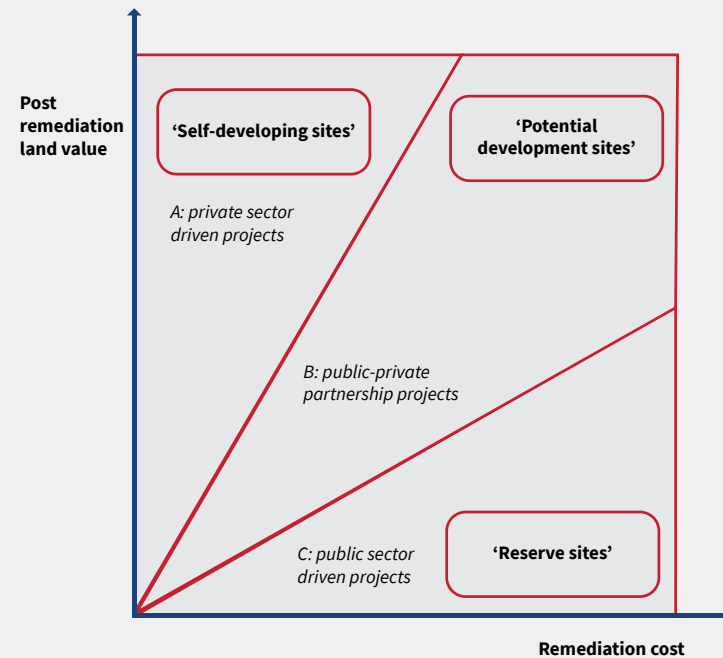 Post
remediation
land value
‘Self-developing sites’
‘Potential
development sites’
A: private sector
driven projects
B: public-private
partnership projects
C: public sector
driven projects
‘Reserve sites’
Remediation cost